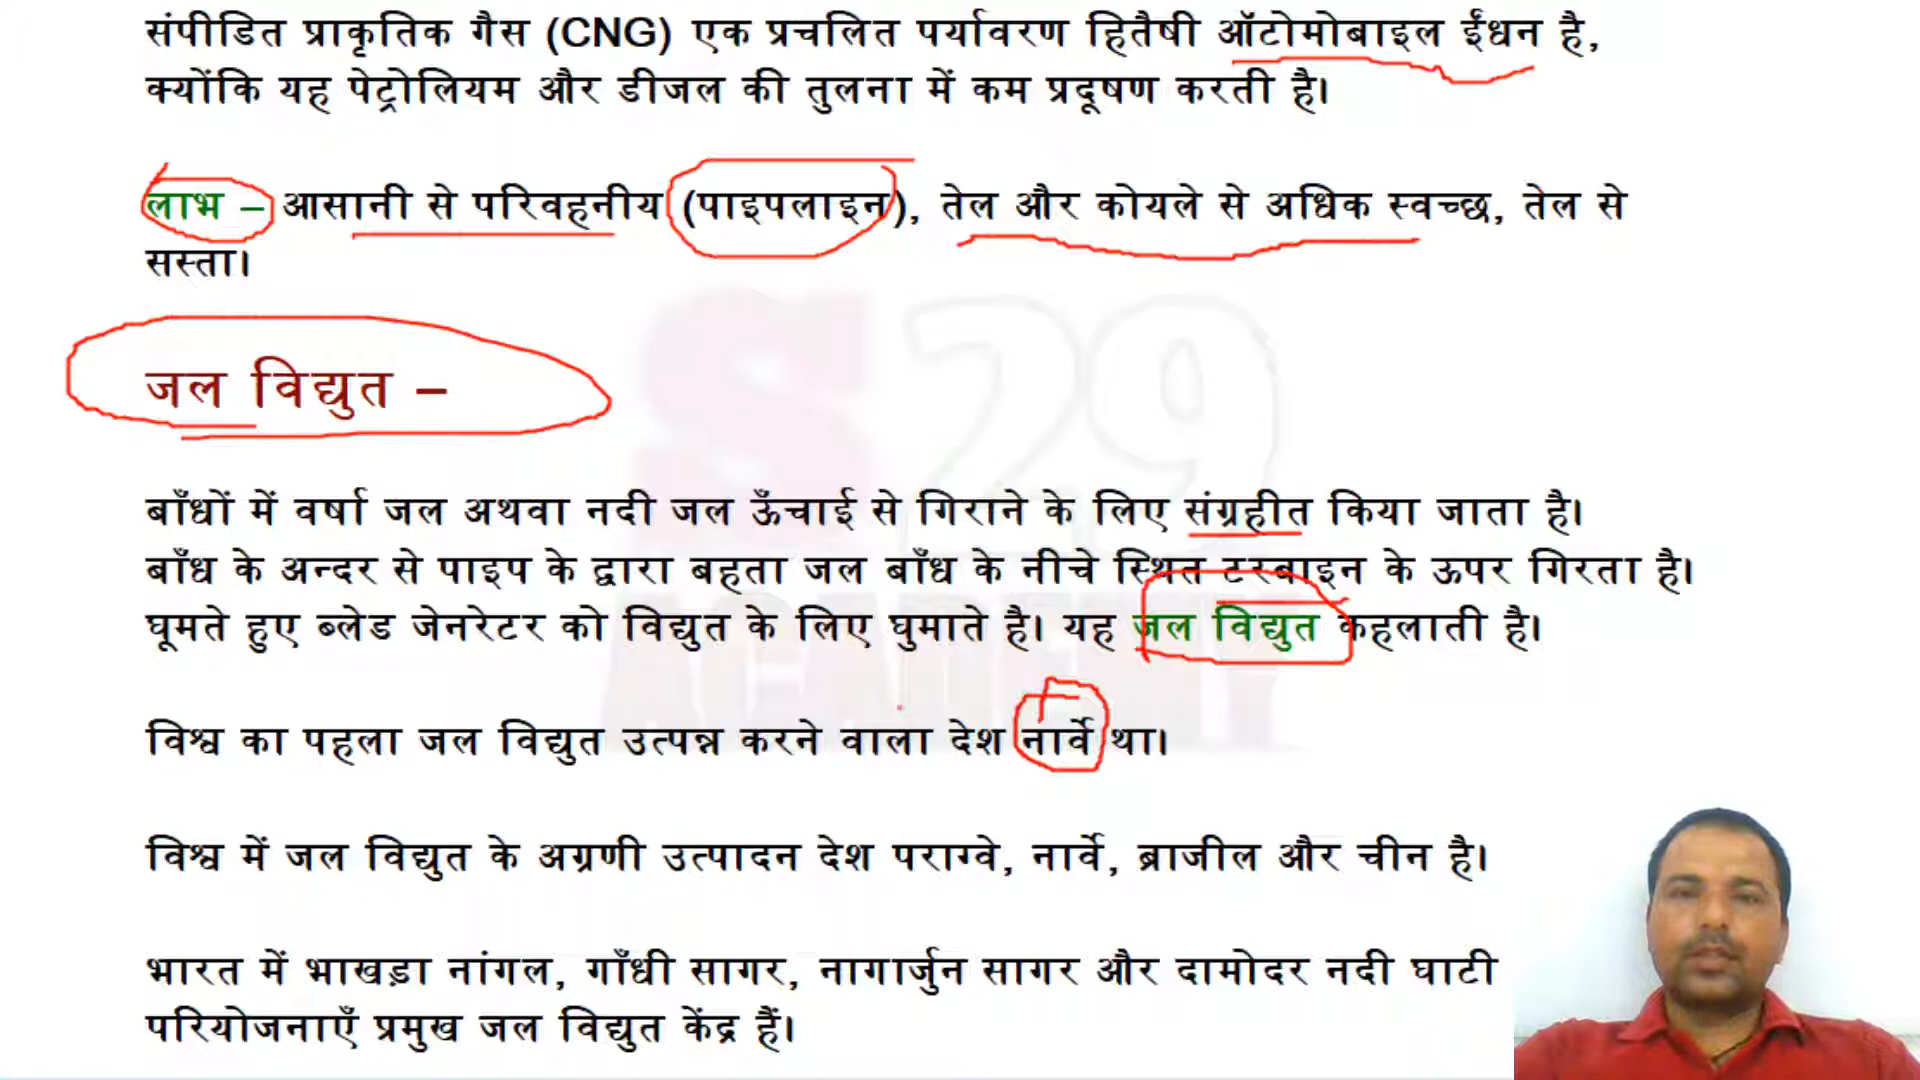 संपीडित प्राकृतिक गैस (CNG) एक प्रचलित पर्यावरण हितैषी ऑटोमोबाइल ईंधन है,
क्योंकि यह पेट्रोलियम और डीजल की तुलना में कम प्रदूषण करती है।
लाभ – आसानी से परिवहनीय (पाइपलाइन), तेल और कोयले से अधिक स्वच्छ, तेल से
सस्ता।
जल विद्युत –
बाँधों में वर्षा जल अथवा नदी जल ऊँचाई से गिराने के लिए संग्रहीत किया जाता है।
बाँध के अन्दर से पाइप के द्वारा बहता जल बाँध के नीचे स्थित टरबाइन के ऊपर गिरता है।
घूमते हुए ब्लेड जेनरेटर को विद्युत के लिए घुमाते है। यह जल विद्युत कहलाती है।
विश्व का पहला जल विद्युत उत्पन्न करने वाला देश नार्वे था।
विश्व में जल विद्युत के अग्रणी उत्पादन देश पराग्वे, नार्वे, ब्राजील और चीन है।
भारत में भाखड़ा नांगल, गाँधी सागर, नागार्जुन सागर और दामोदर नदी घाटी
परियोजनाएँ प्रमुख जल विद्युत केंद्र हैं।
S29
ACADEMY